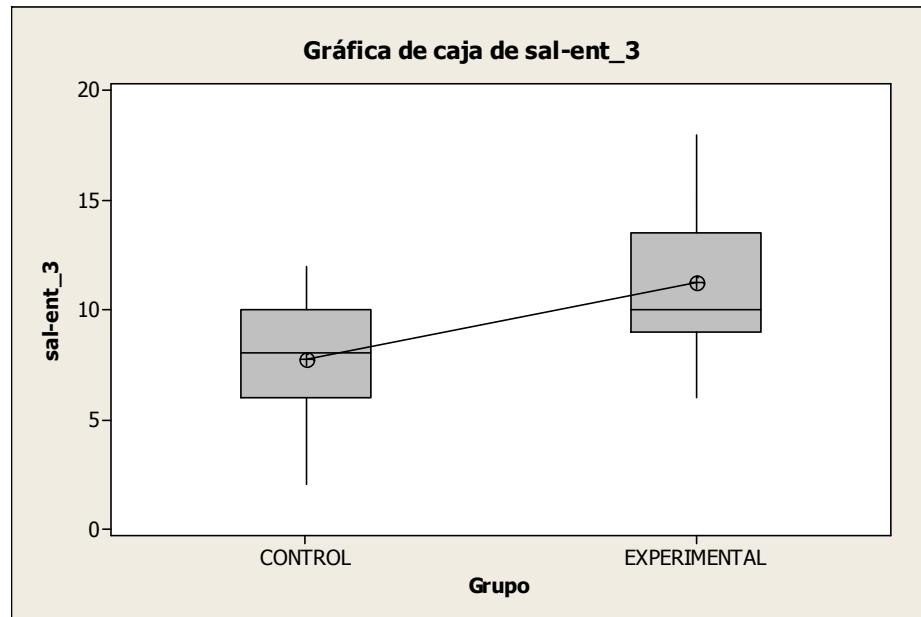 Gráfica de caja de sal-ent_3
20
15
10
5
0
sal-ent_3
CONTROL
EXPERIMENTAL
Grupo